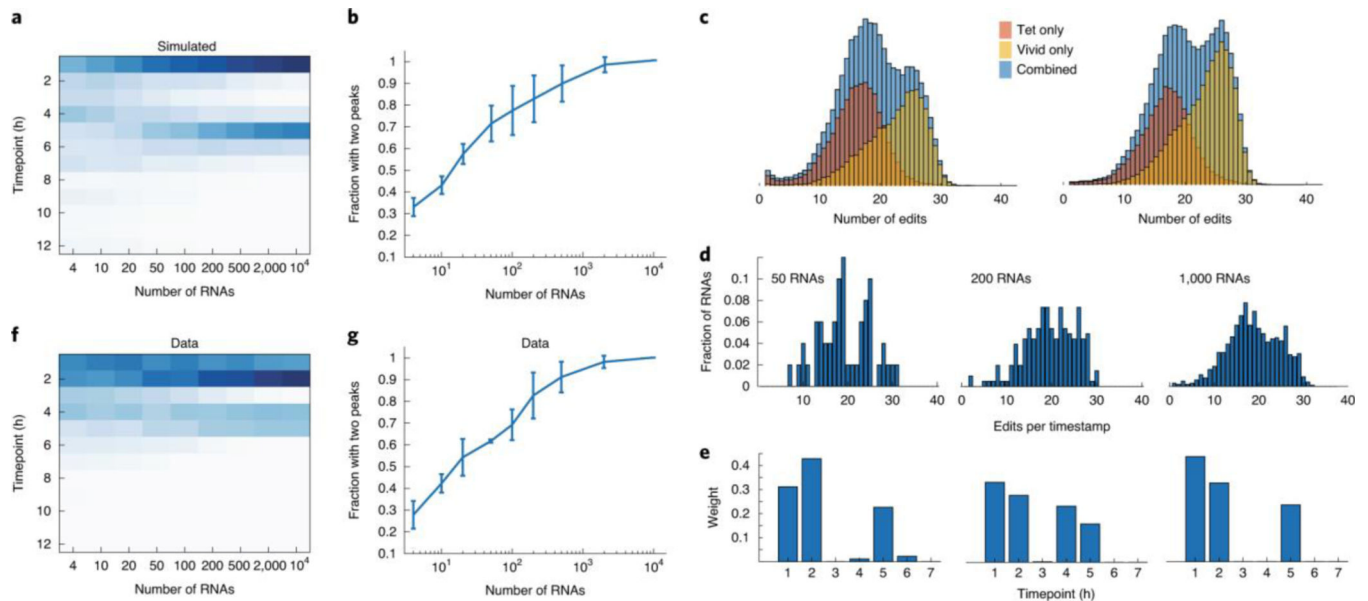 a
Simulated
Timepoint (h)
2
4
6
8
10
12
4 10 20 50 100 200 500 2,000 10⁴
Number of RNAs
b
Fraction with two peaks
1
0.9
0.8
0.7
0.6
0.5
0.4
0.3
0.2
0.1
10¹ 10² 10³ 10⁴
Number of RNAs
c
Tet only
Vivid only
Combined
0 10 20 30 40
Number of edits
0 10 20 30 40
Number of edits
d
Fraction of RNAs
0.1
0.08
0.06
0.04
0.02
0
50 RNAs
200 RNAs
1,000 RNAs
10 20 30 40
0 10 20 30 40
0 10 20 30 40
Edits per timestamp
e
Weight
0.4
0.3
0.2
0.1
1 2 3 4 5 6 7
1 2 3 4 5 6 7
1 2 3 4 5 6 7
Timepoint (h)
f
Data
Timepoint (h)
2
4
6
8
10
12
4 10 20 50 100 200 500 2,000 10⁴
Number of RNAs
g
Data
Fraction with two peaks
1
0.9
0.8
0.7
0.6
0.5
0.4
0.3
0.2
0.1
10¹ 10² 10³ 10⁴
Number of RNAs